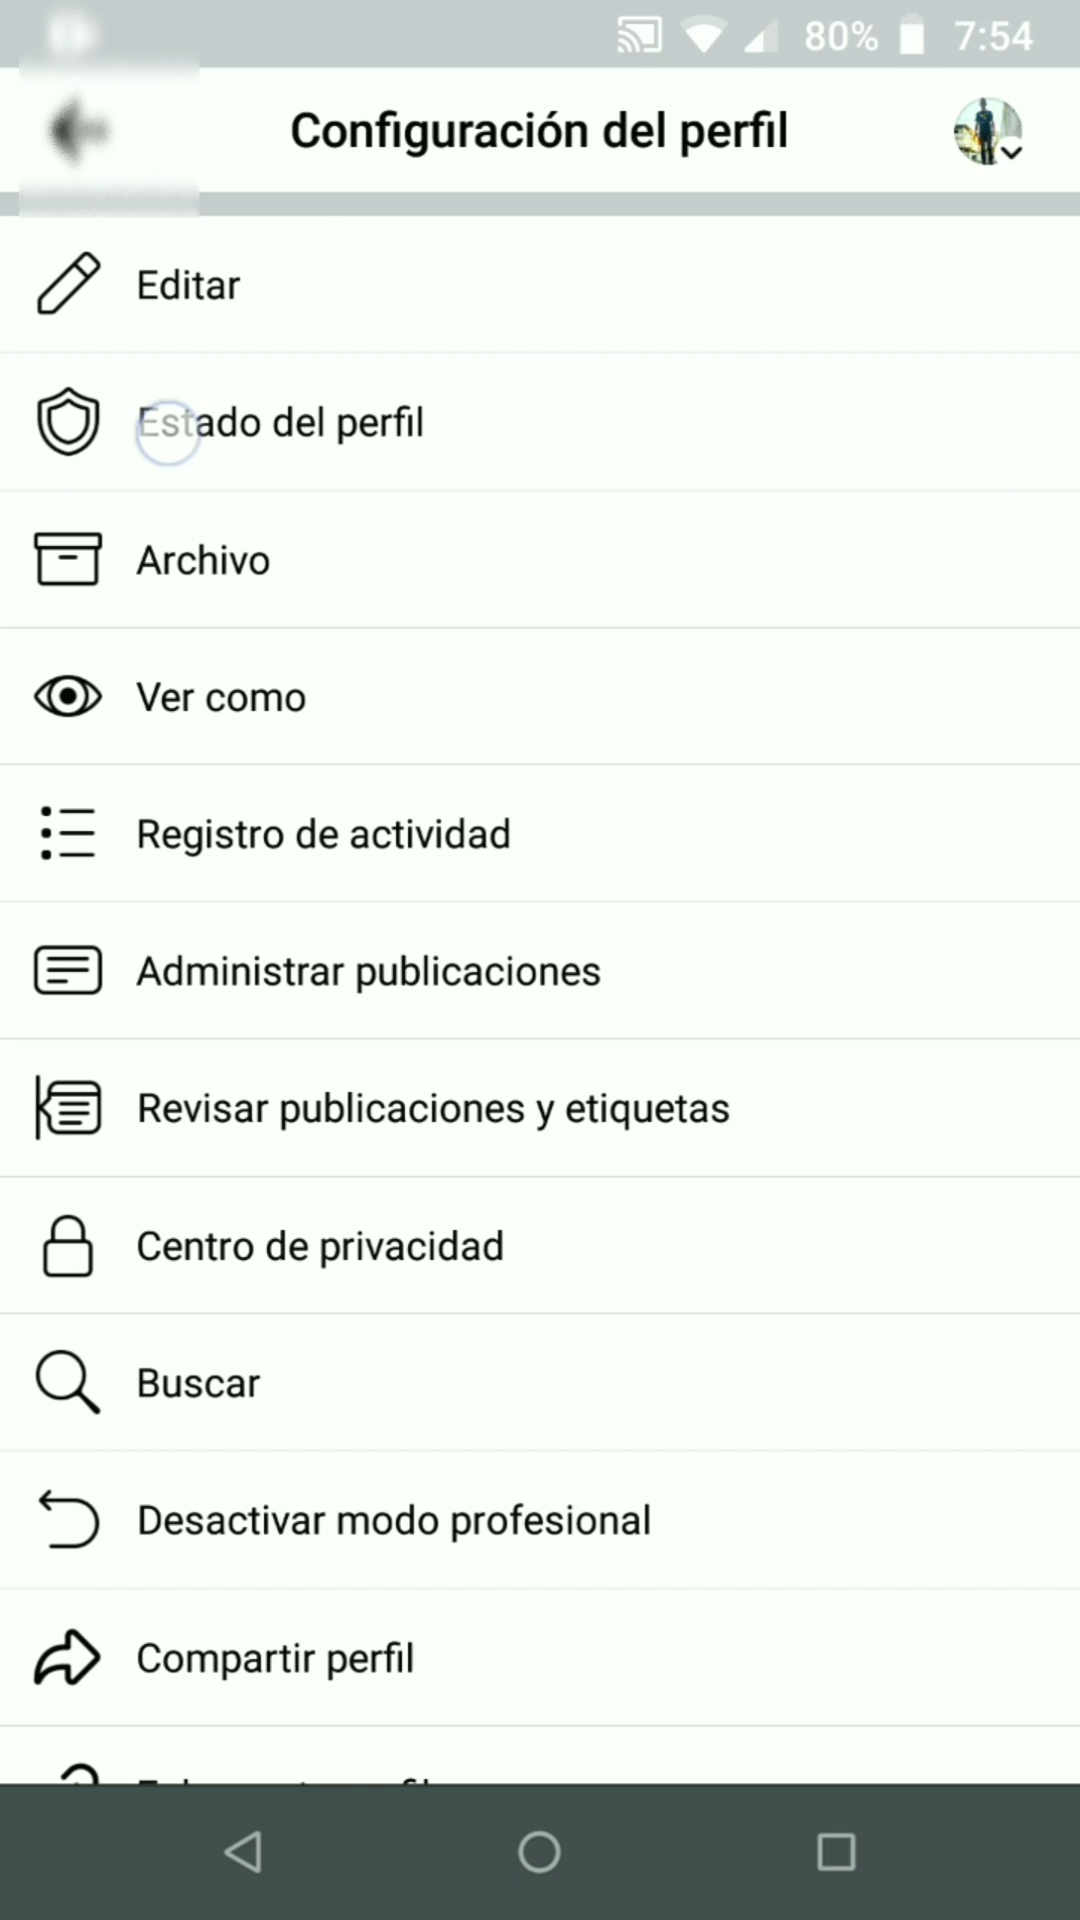 80% 7:54
Configuración del perfil
Editar
Estado del perfil
Archivo
Ver como
Registro de actividad
Administrar publicaciones
Revisar publicaciones y etiquetas
Centro de privacidad
Buscar
Desactivar modo profesional
Compartir perfil